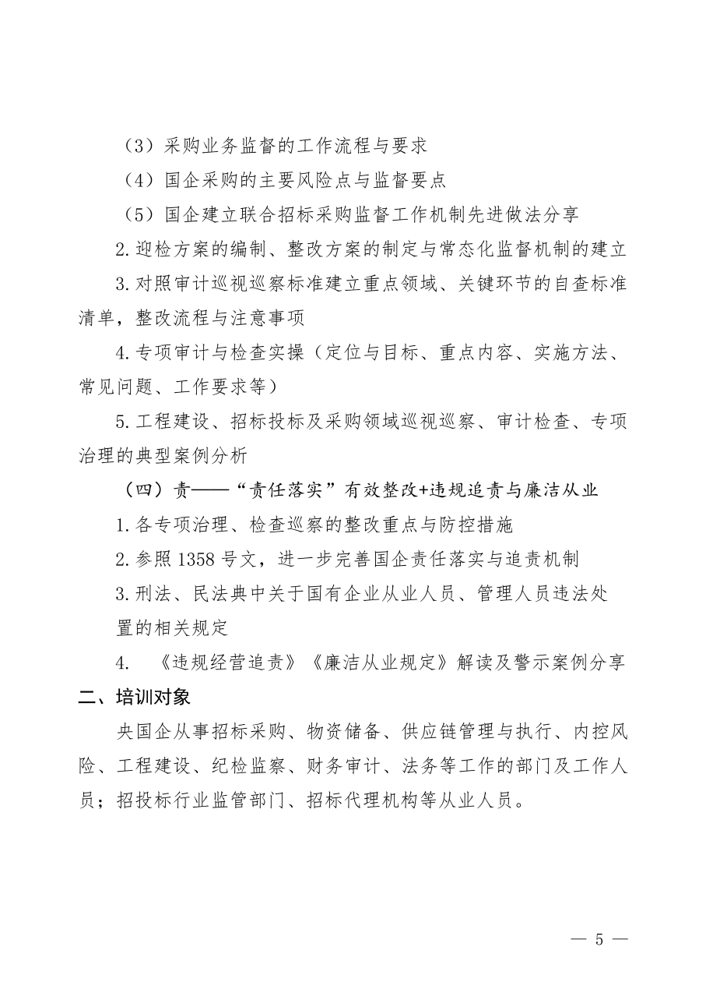 （3）采购业务监督的工作流程与要求
（4）国企采购的主要风险点与监督要点
（5）国企建立联合招标采购监督工作机制先进做法分享
2.迎检方案的编制、整改方案的制定与常态化监督机制的建立
3.对照审计巡视巡察标准建立重点领域、关键环节的自查标准
清单，整改流程与注意事项
4.专项审计与检查实操（定位与目标、重点内容、实施方法、
常见问题、工作要求等）
5.工程建设、招标投标及采购领域巡视巡察、审计检查、专项
治理的典型案例分析
（四）责——“责任落实”有效整改+违规追责与廉洁从业
1.各专项治理、检查巡察的整改重点与防控措施
2.参照 1358 号文，进一步完善国企责任落实与追责机制
3.刑法、民法典中关于国有企业从业人员、管理人员违法处
置的相关规定
4. 《违规经营追责》《廉洁从业规定》解读及警示案例分享
二、培训对象
央国企从事招标采购、物资储备、供应链管理与执行、内控风
险、工程建设、纪检监察、财务审计、法务等工作的部门及工作人
员；招投标行业监管部门、招标代理机构等从业人员。
— 5 —